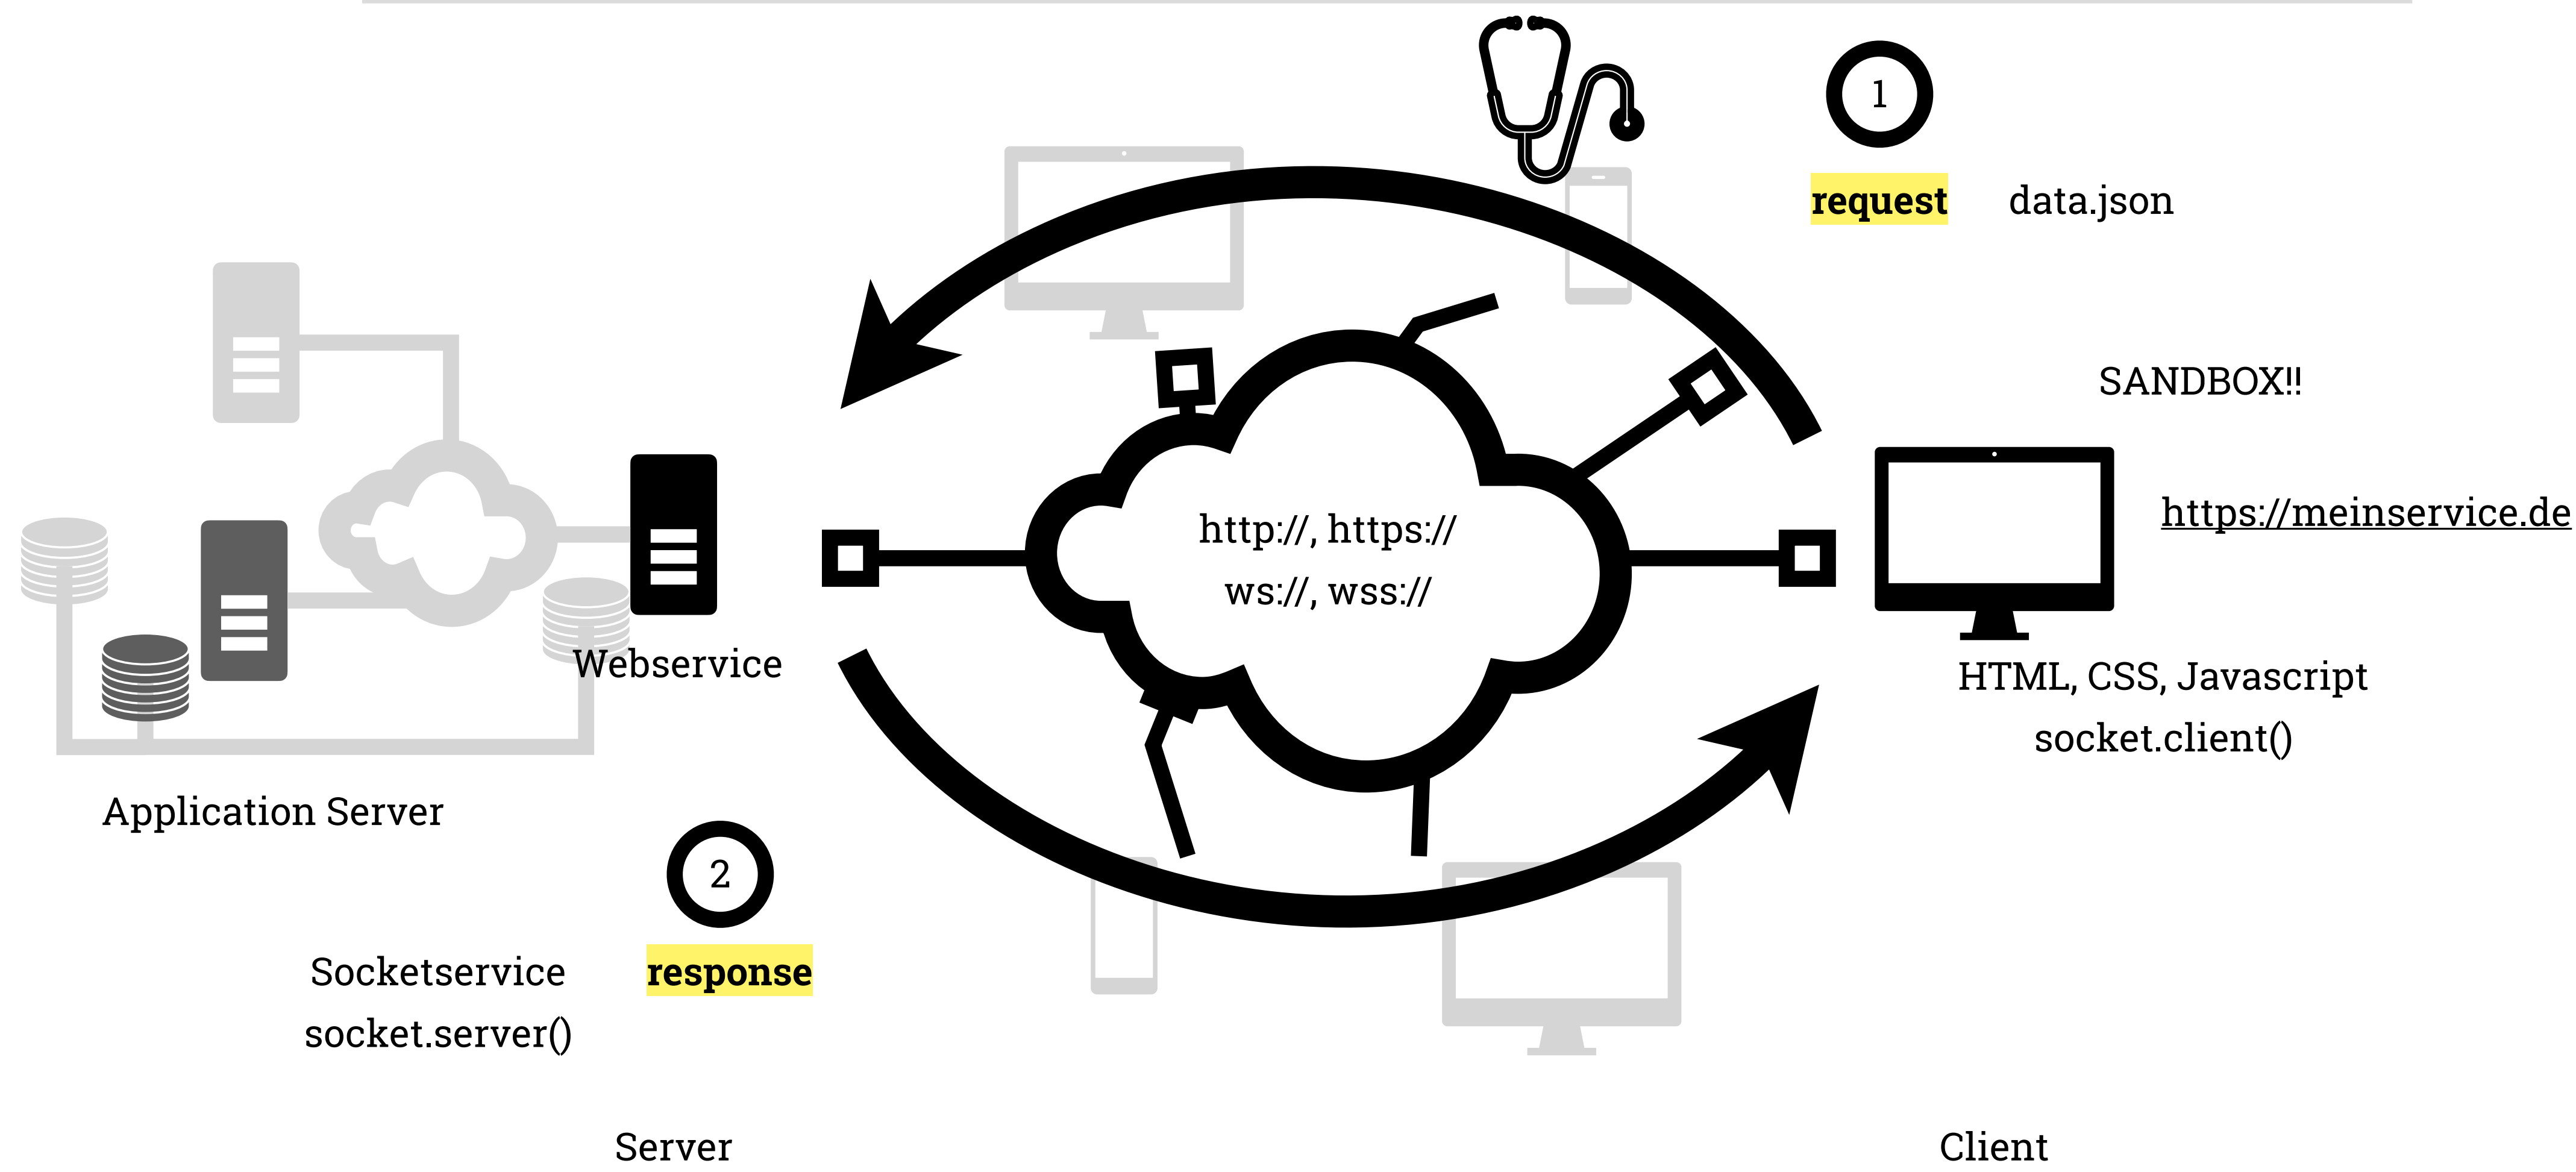 1
request
data.json
SANDBOX!!
http://, https://
ws://, wss://
https://meinservice.de
Webservice
HTML, CSS, Javascript
socket.client()
Application Server
2
Socketservice
response
socket.server()
Server
Client